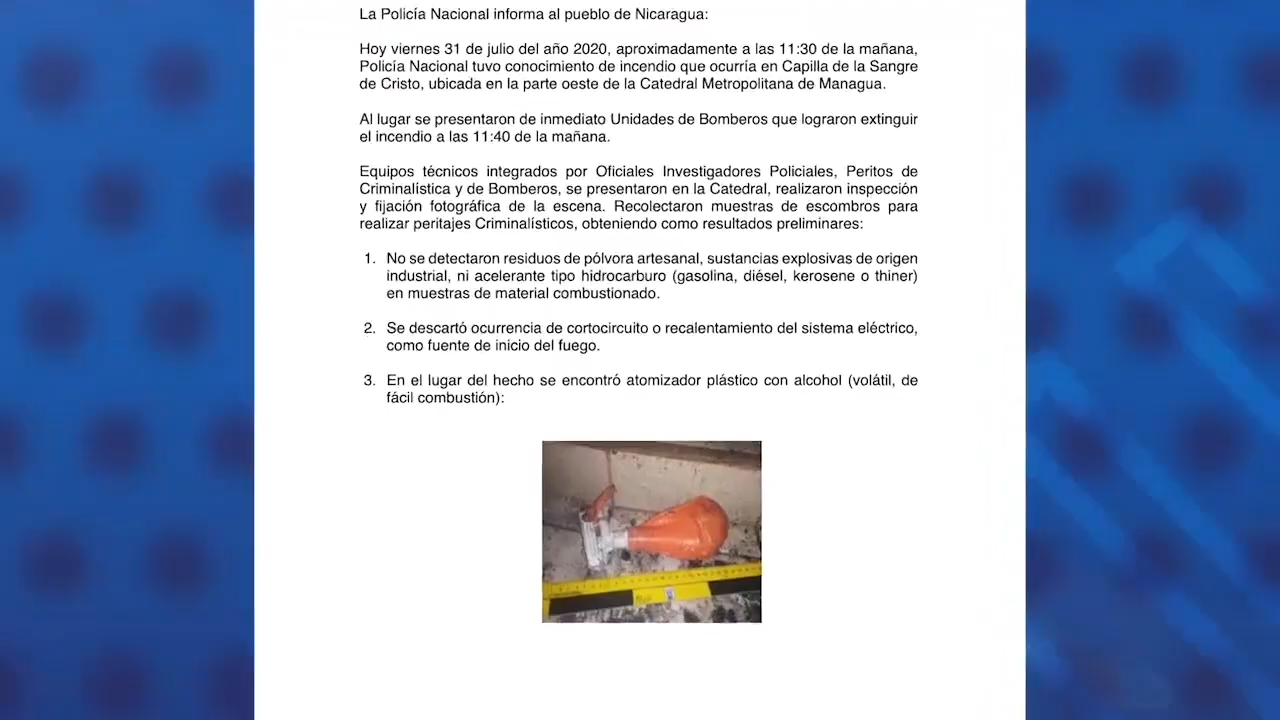 La Policía Nacional informa al pueblo de Nicaragua:
Hoy viernes 31 de julio del año 2020, aproximadamente a las 11:30 de la mañana,
Policía Nacional tuvo conocimiento de incendio que ocurría en Capilla de la Sangre
de Cristo, ubicada en la parte oeste de la Catedral Metropolitana de Managua.
Al lugar se presentaron de inmediato Unidades de Bomberos que lograron extinguir
el incendio a las 11:40 de la mañana.
Equipos técnicos integrados por Oficiales Investigadores Policiales, Peritos de
Criminalística y de Bomberos, se presentaron en la Catedral, realizaron inspección
y fijación fotográfica de la escena. Recolectaron muestras de escombros para
realizar peritajes Criminalísticos, obteniendo como resultados preliminares:
1. No se detectaron residuos de pólvora artesanal, sustancias explosivas de origen
industrial, ni acelerante tipo hidrocarburo (gasolina, diésel, kerosene o thiner)
en muestras de material combustionado.
2. Se descartó ocurrencia de cortocircuito o recalentamiento del sistema eléctrico,
como fuente de inicio del fuego.
3. En el lugar del hecho se encontró atomizador plástico con alcohol (volátil, de
fácil combustión):